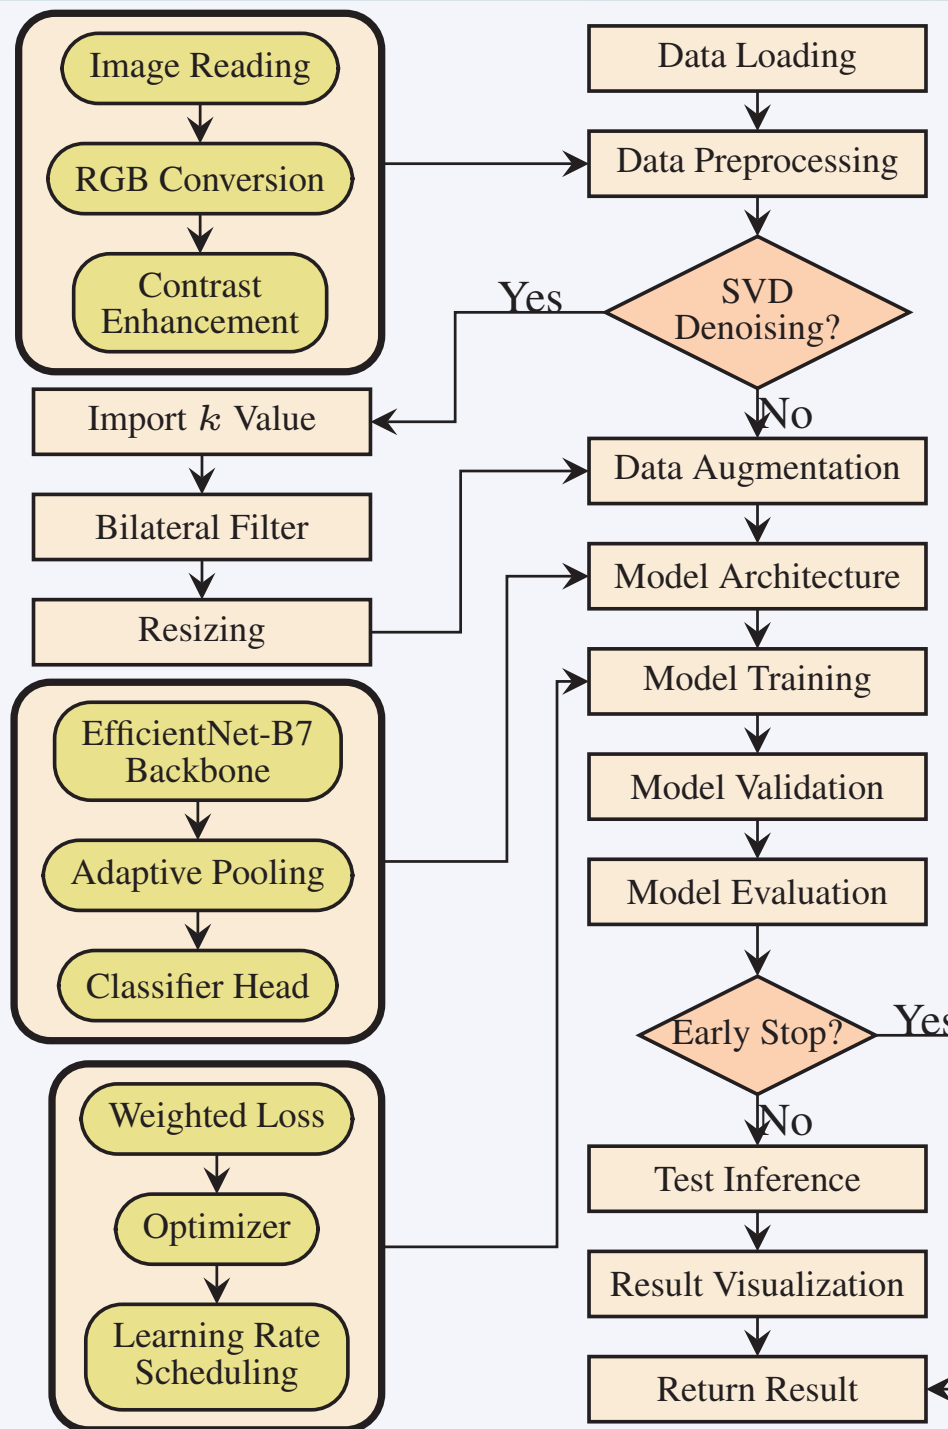 Image Reading
RGB Conversion
Contrast
Enhancement
Data Loading
Data Preprocessing
SVD
Denoising?
Yes
No
Import k Value
Bilateral Filter
Resizing
Data Augmentation
Model Architecture
Model Training
Model Validation
Model Evaluation
EfficientNet-B7
Backbone
Adaptive Pooling
Classifier Head
Early Stop?
Yes
No
Weighted Loss
Optimizer
Learning Rate
Scheduling
Test Inference
Result Visualization
Return Result